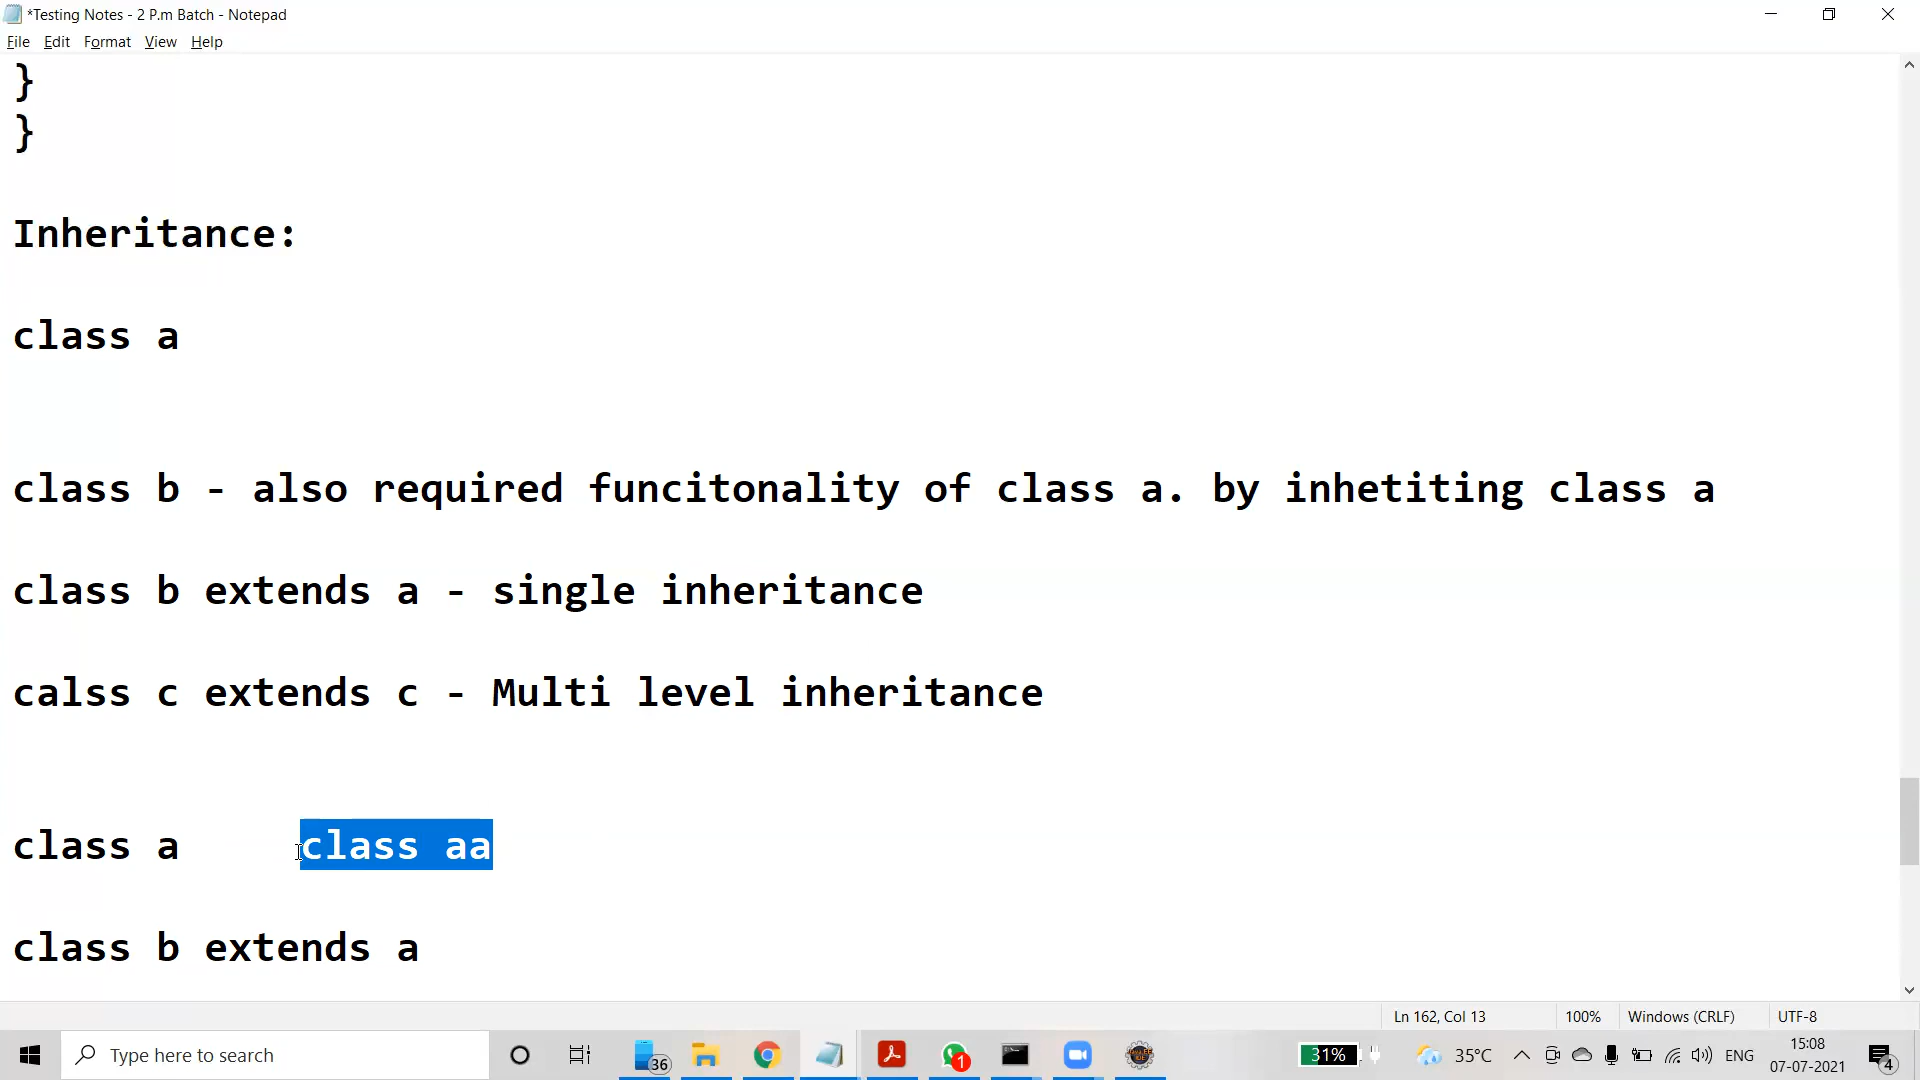 *Testing Notes - 2 P.m Batch - Notepad
File Edit Format View Help
}
}
Inheritance:
class a
class b - also required funcitonality of class a. by inhetiting class a
class b extends a - single inheritance
calss c extends c - Multi level inheritance
class a class aa
class b extends a
Ln 162, Col 13 100% Windows (CRLF) UTF-8
Type here to search 36 1 31% 35°C ENG 15:08 4
07-07-2021